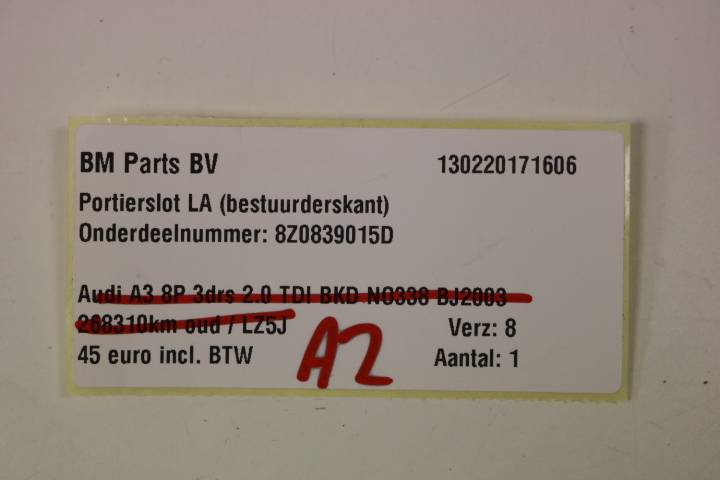 BM Parts BV 130220171606
Portierslot LA (bestuurderskant)
Onderdeelnummer: 8Z0839015D
Audi A3 8P 3drs 2.0 TDI BKD NO338 BJ2003
268310km oud / LZ5J Verz: 8
45 euro incl. BTW A2 Aantal: 1